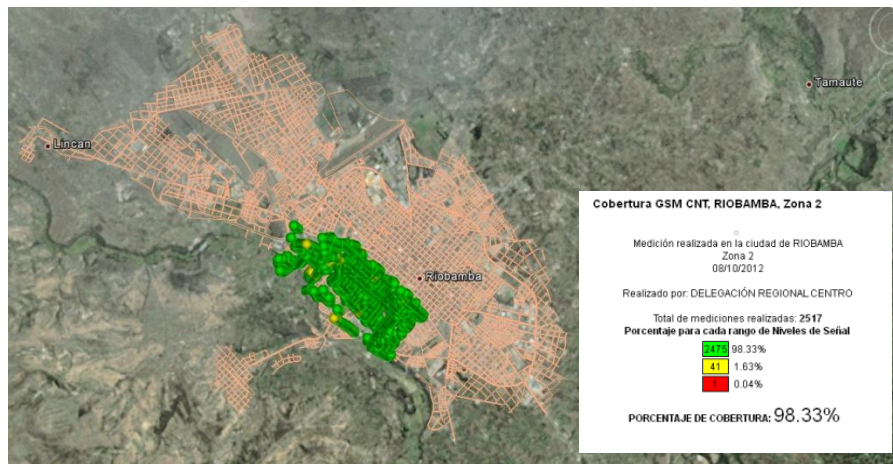 Tamaute
Lican
Riobamba
Cobertura GSM CNT, RIOBAMBA, Zona 2
Medición realizada en la ciudad de RIOBAMBA
Zona 2
08/10/2012
Realizado por: DELEGACIÓN REGIONAL CENTRO
Total de mediciones realizadas: 2517
Porcentaje para cada rango de Niveles de Señal
2475 98.33%
41 1.63%
1 0.04%
PORCENTAJE DE COBERTURA: 98.33%